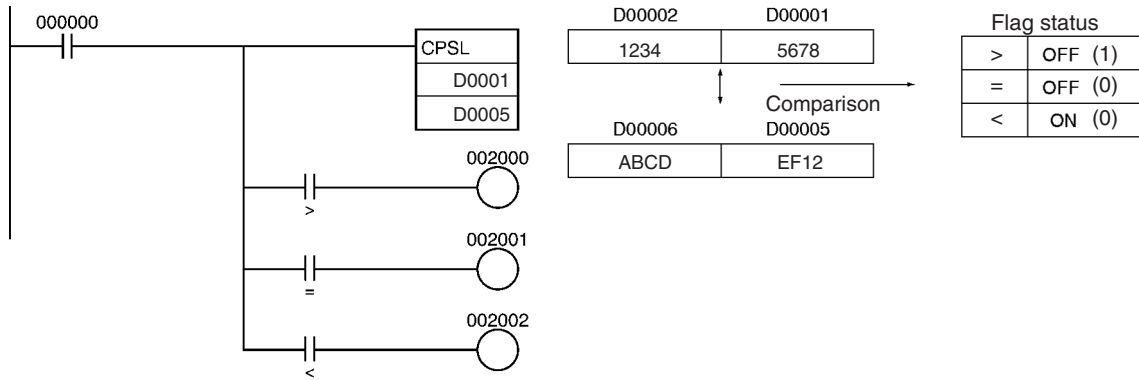 000000
CPSL
D0001
D0005
002000
>
002001
=
002002
<
D00002 D00001
1234 5678
Comparison
D00006 D00005
ABCD EF12
Flag status
> OFF (1)
= OFF (0)
< ON (0)